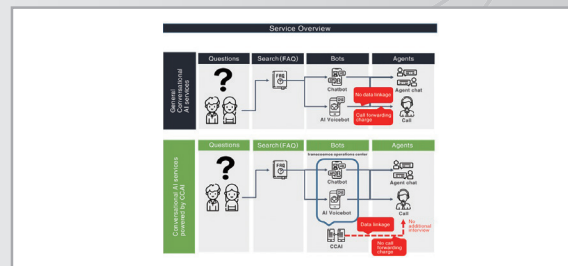 Service Overview
Questions
Search (FAQ)
Bots
Agents
General
Conversational
AI services
?
FAQ
Chatbot
Agent chat
No data linkage
AI Voicebot
Call forwarding
charge
Call
Questions
Search (FAQ)
Bots
Agents
Conversational AI services
powered by CCAI
?
FAQ
transcosmos operations center
Chatbot
Agent chat
AI Voicebot
Call
Data linkage
No
additional
interview
CCAI
No call
forwarding
charge